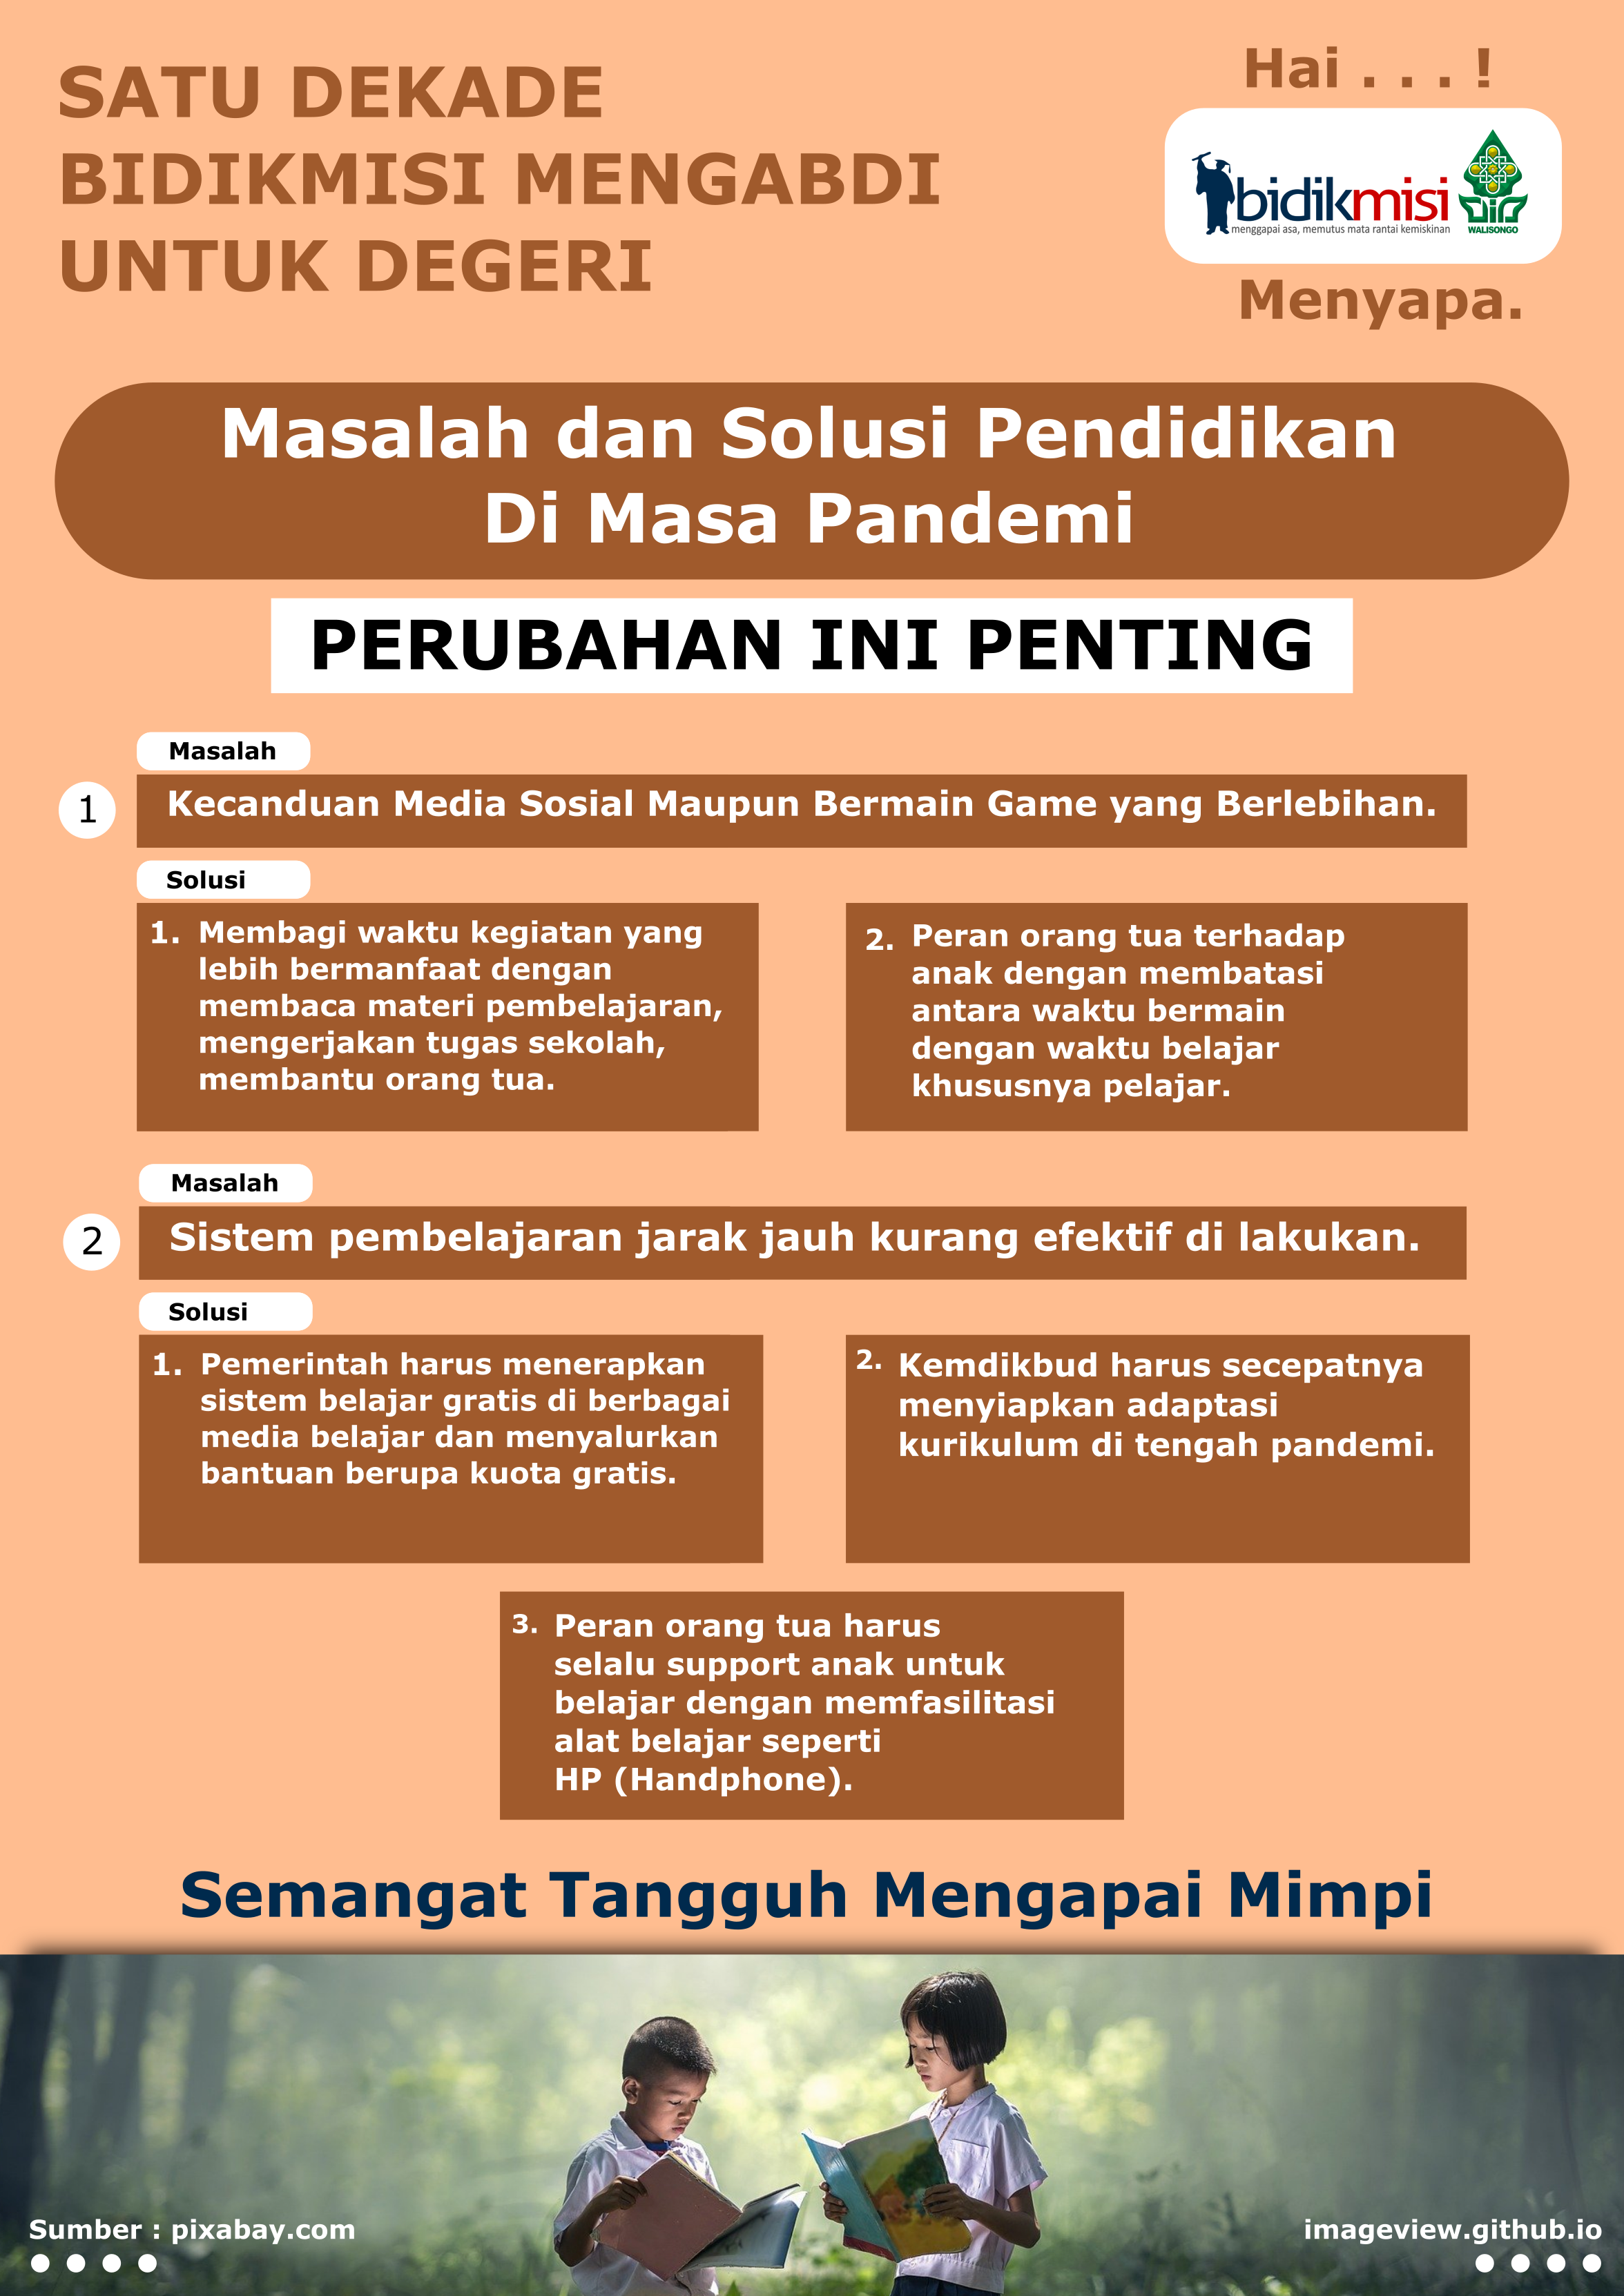 SATU DEKADE
BIDIKMISI MENGABDI
UNTUK DEGERI
Hai . . . !
bidikmisi
menggapai asa, memutus mata rantai kemiskinan
UIN
WALISONGO
Menyapa.
Masalah dan Solusi Pendidikan
Di Masa Pandemi
PERUBAHAN INI PENTING
Masalah
1
Kecanduan Media Sosial Maupun Bermain Game yang Berlebihan.
Solusi
1. Membagi waktu kegiatan yang
lebih bermanfaat dengan
membaca materi pembelajaran,
mengerjakan tugas sekolah,
membantu orang tua.
2. Peran orang tua terhadap
anak dengan membatasi
antara waktu bermain
dengan waktu belajar
khususnya pelajar.
Masalah
2
Sistem pembelajaran jarak jauh kurang efektif di lakukan.
Solusi
1. Pemerintah harus menerapkan
sistem belajar gratis di berbagai
media belajar dan menyalurkan
bantuan berupa kuota gratis.
2. Kemdikbud harus secepatnya
menyiapkan adaptasi
kurikulum di tengah pandemi.
3. Peran orang tua harus
selalu support anak untuk
belajar dengan memfasilitasi
alat belajar seperti
HP (Handphone).
Semangat Tangguh Mengapai Mimpi
Sumber : pixabay.com
imageview.github.io